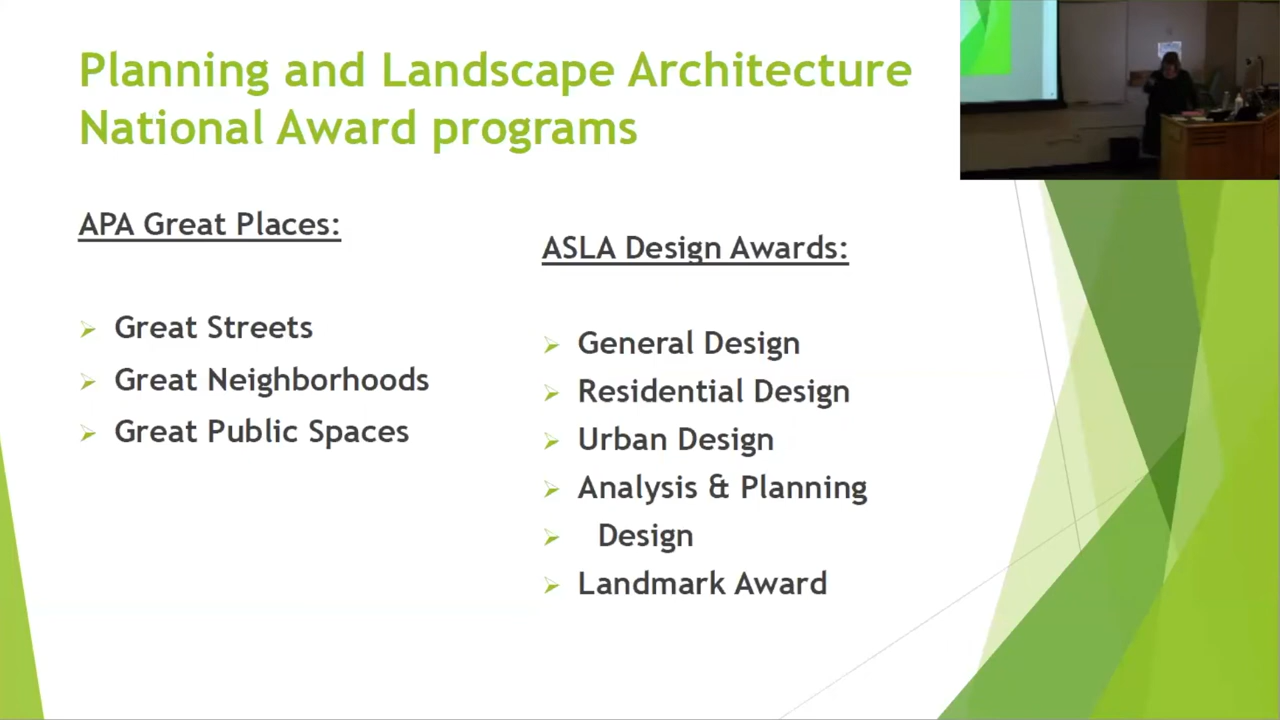 Planning and Landscape Architecture
National Award programs
APA Great Places:
Great Streets
Great Neighborhoods
Great Public Spaces
ASLA Design Awards:
General Design
Residential Design
Urban Design
Analysis & Planning
Design
Landmark Award